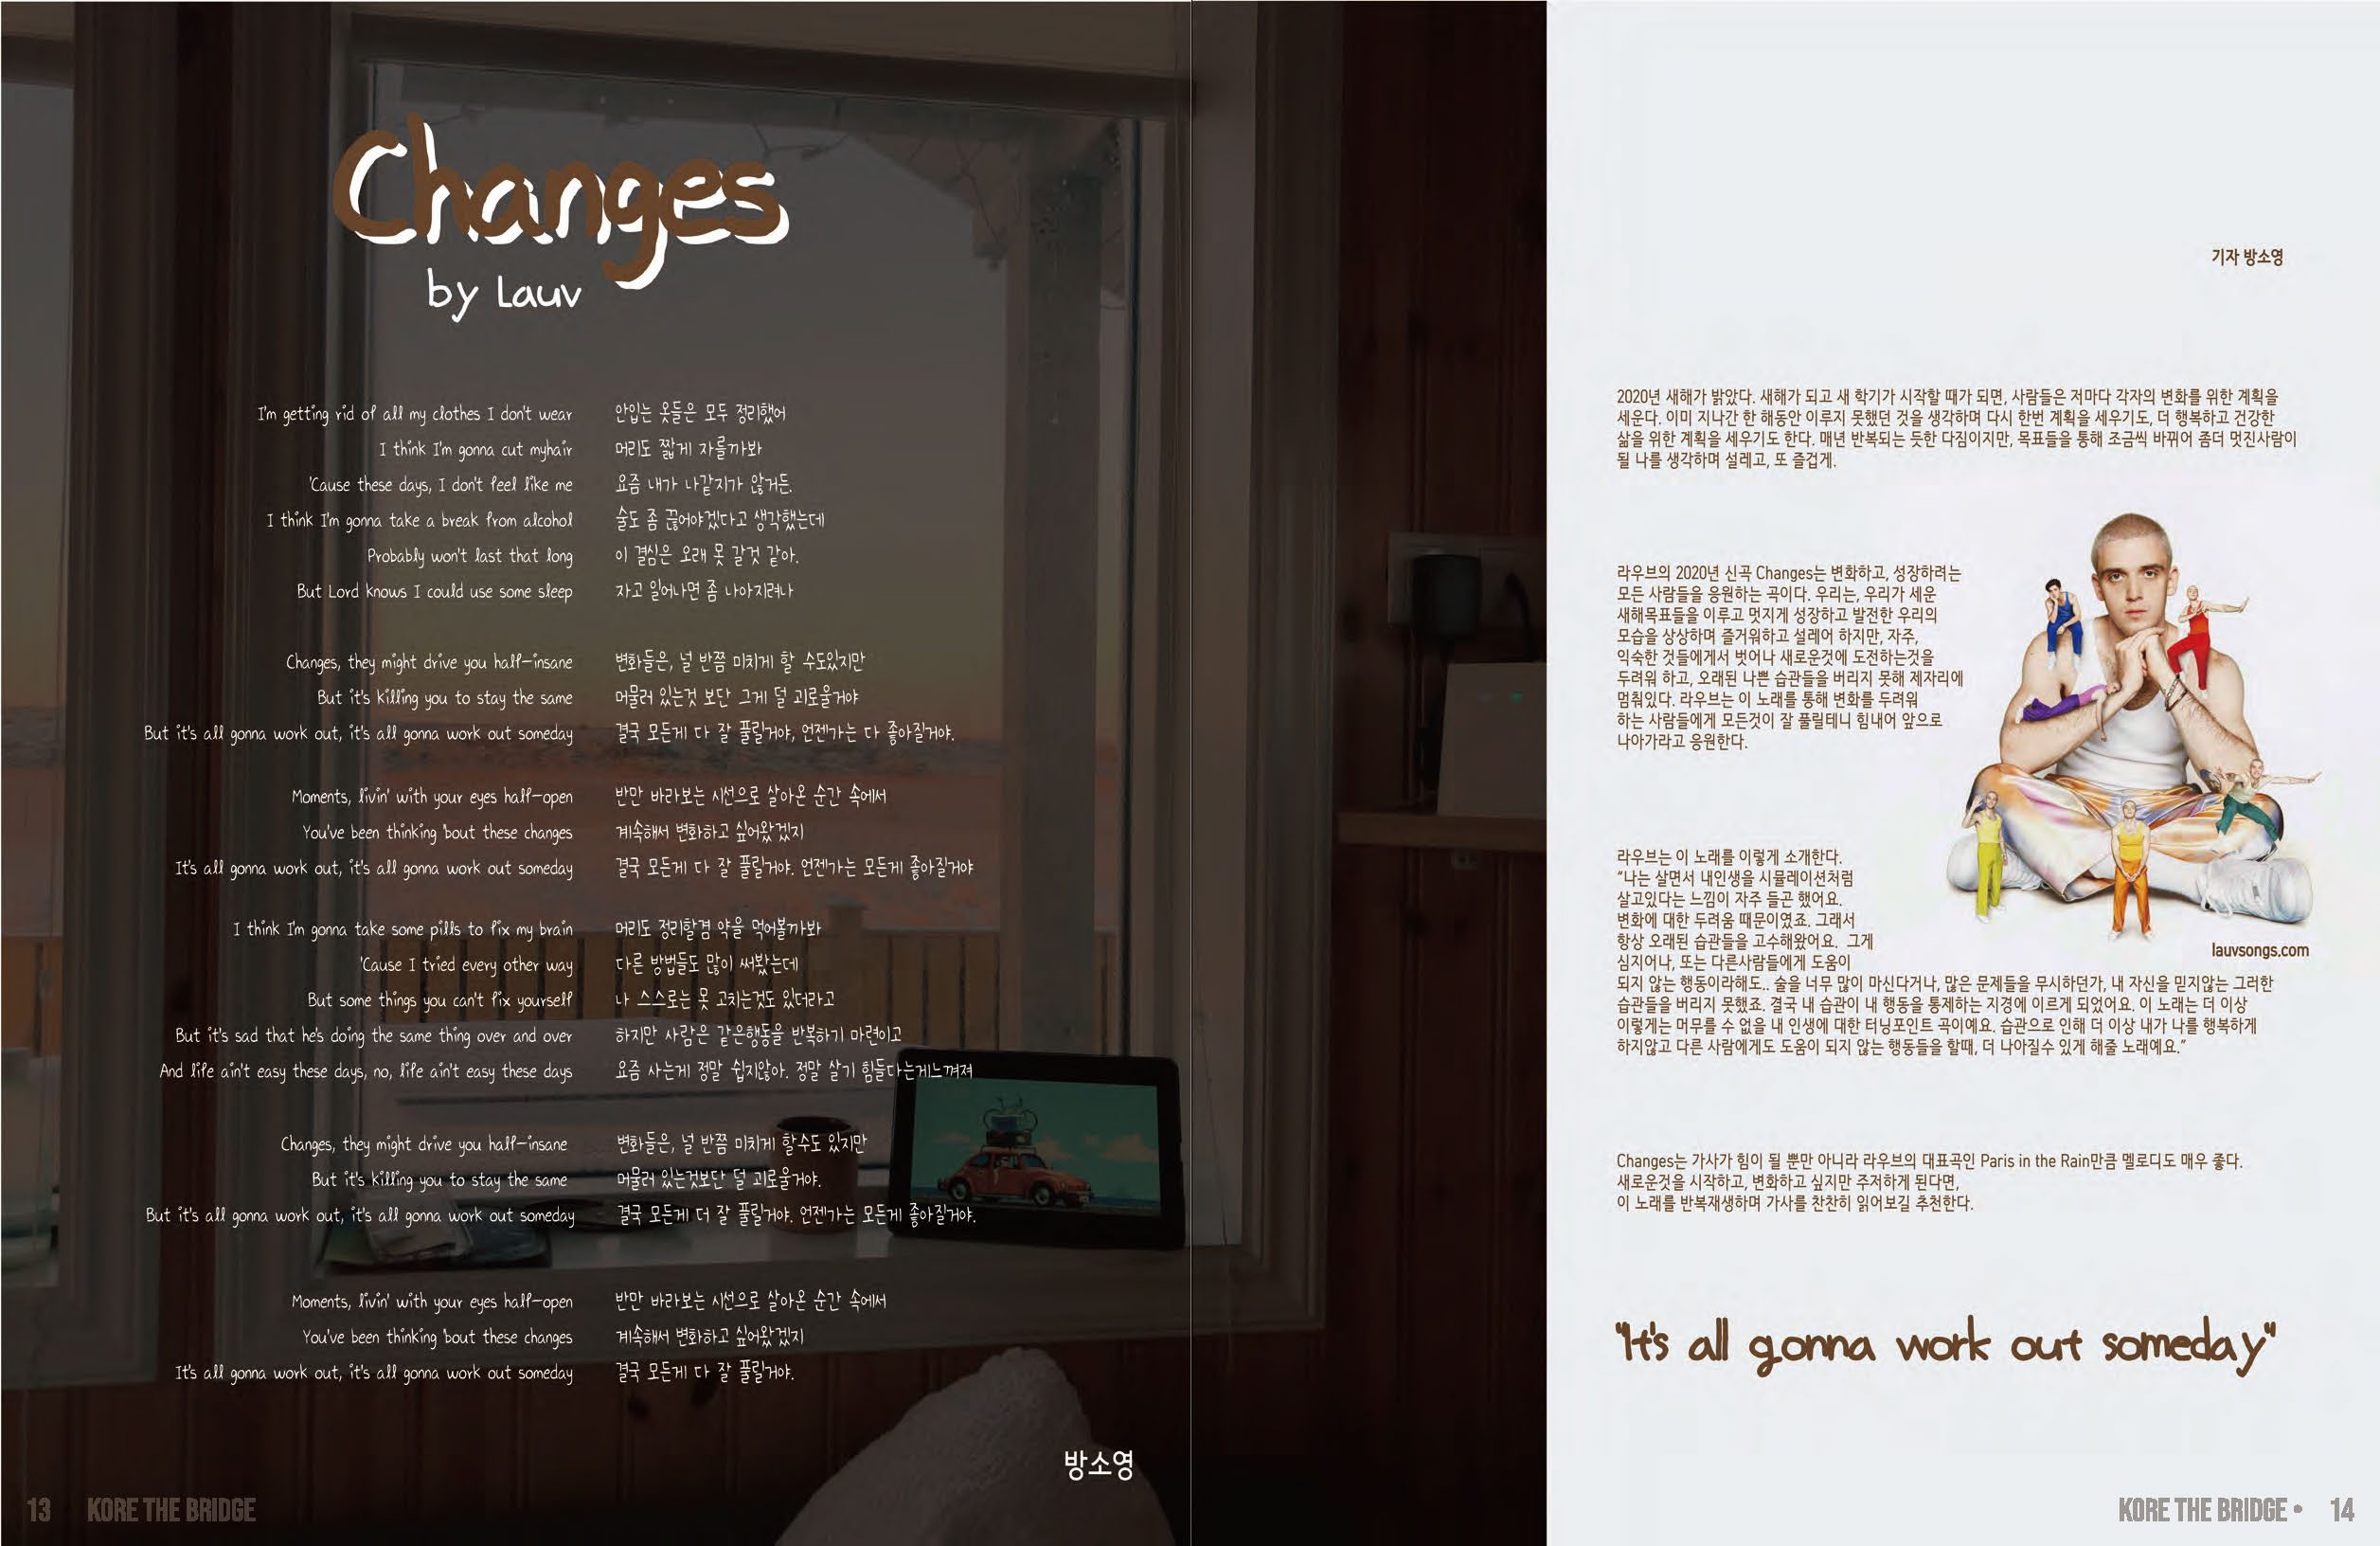 Changes
by Lauv
I'm getting rid of all my clothes I don't wear 안입는 옷들은 모두 정리했어
I think I'm gonna cut myhair 머리도 짧게 자를까봐
'Cause these days, I don't feel like me 요즘 내가 나같지가 않거든.
I think I'm gonna take a break from alcohol 술도 좀 끊어야겠다고 생각했는데
Probably won't last that long 이 결심은 오래 못 갈것 같아.
But Lord knows I could use some sleep 자고 일어나면 좀 나아지려나
Changes, they might drive you half-insane 변화들은, 널 반쯤 미치게 할 수도있지만
But it's killing you to stay the same 머물러 있는것 보단 그게 덜 괴로울거야
But it's all gonna work out, it's all gonna work out someday 결국 모든게 다 잘 풀릴거야, 언젠가는 다 좋아질거야.
Moments, livin' with your eyes half-open 반만 바라보는 시선으로 살아온 순간 속에서
You've been thinking 'bout these changes 계속해서 변화하고 싶어왔겠지
It's all gonna work out, it's all gonna work out someday 결국 모든게 다 잘 풀릴거야. 언젠가는 모든게 좋아질거야
I think I'm gonna take some pills to fix my brain 머리도 정리할겸 약을 먹어볼까봐
'Cause I tried every other way 다른 방법들도 많이 써봤는데
But some things you can't fix yourself 나 스스로는 못 고치는것도 있더라고
But it's sad that he's doing the same thing over and over 하지만 사람은 같은행동을 반복하기 마련이고
And life ain't easy these days, no, life ain't easy these days 요즘 사는게 정말 쉽지않아. 정말 살기 힘들다는게느껴져
Changes, they might drive you half-insane 변화들은, 널 반쯤 미치게 할수도 있지만
But it's killing you to stay the same 머물러 있는것보단 덜 괴로울거야.
But it's all gonna work out, it's all gonna work out someday 결국 모든게 더 잘 풀릴거야. 언젠가는 모든게 좋아질거야.
Moments, livin' with your eyes half-open 반만 바라보는 시선으로 살아온 순간 속에서
You've been thinking 'bout these changes 계속해서 변화하고 싶어왔겠지
It's all gonna work out, it's all gonna work out someday 결국 모든게 다 잘 풀릴거야.
방소영
13 KORE THE BRIDGE
기자 방소영
2020년 새해가 밝았다. 새해가 되고 새 학기가 시작할 때가 되면, 사람들은 저마다 각자의 변화를 위한 계획을
세운다. 이미 지나간 한 해동안 이루지 못했던 것을 생각하며 다시 한번 계획을 세우기도, 더 행복하고 건강한
삶을 위한 계획을 세우기도 한다. 매년 반복되는 듯한 다짐이지만, 목표들을 통해 조금씩 바뀌어 좀더 멋진사람이
될 나를 생각하며 설레고, 또 즐겁게.
라우브의 2020년 신곡 Changes는 변화하고, 성장하려는
모든 사람들을 응원하는 곡이다. 우리는, 우리가 세운
새해목표들을 이루고 멋지게 성장하고 발전한 우리의
모습을 상상하며 즐거워하고 설레어 하지만, 자주,
익숙한 것들에게서 벗어나 새로운것에 도전하는것을
두려워 하고, 오래된 나쁜 습관들을 버리지 못해 제자리에
멈춰있다. 라우브는 이 노래를 통해 변화를 두려워
하는 사람들에게 모든것이 잘 풀릴테니 힘내어 앞으로
나아가라고 응원한다.
라우브는 이 노래를 이렇게 소개한다.
“나는 살면서 내인생을 시뮬레이션처럼
살고있다는 느낌이 자주 들곤 했어요.
변화에 대한 두려움 때문이였죠. 그래서
항상 오래된 습관들을 고수해왔어요. 그게
심지어나, 또는 다른사람들에게 도움이
되지 않는 행동이라해도.. 술을 너무 많이 마신다거나, 많은 문제들을 무시하던가, 내 자신을 믿지않는 그러한
습관들을 버리지 못했죠. 결국 내 습관이 내 행동을 통제하는 지경에 이르게 되었어요. 이 노래는 더 이상
이렇게는 머무를 수 없을 내 인생에 대한 터닝포인트 곡이예요. 습관으로 인해 더 이상 내가 나를 행복하게
하지않고 다른 사람에게도 도움이 되지 않는 행동들을 할때, 더 나아질수 있게 해줄 노래예요.”
lauvsongs.com
Changes는 가사가 힘이 될 뿐만 아니라 라우브의 대표곡인 Paris in the Rain만큼 멜로디도 매우 좋다.
새로운것을 시작하고, 변화하고 싶지만 주저하게 된다면,
이 노래를 반복재생하며 가사를 찬찬히 읽어보길 추천한다.
"It's all gonna work out someday"
KORE THE BRIDGE • 14